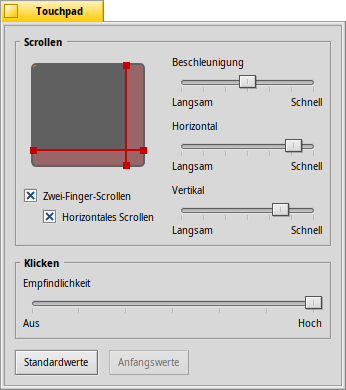 Touchpad
Scrollen
Beschleunigung
Langsam Schnell
Horizontal
Langsam Schnell
Vertikal
Langsam Schnell
Zwei-Finger-Scrollen
Horizontales Scrollen
Klicken
Empfindlichkeit
Aus Hoch
Standardwerte Anfangswerte